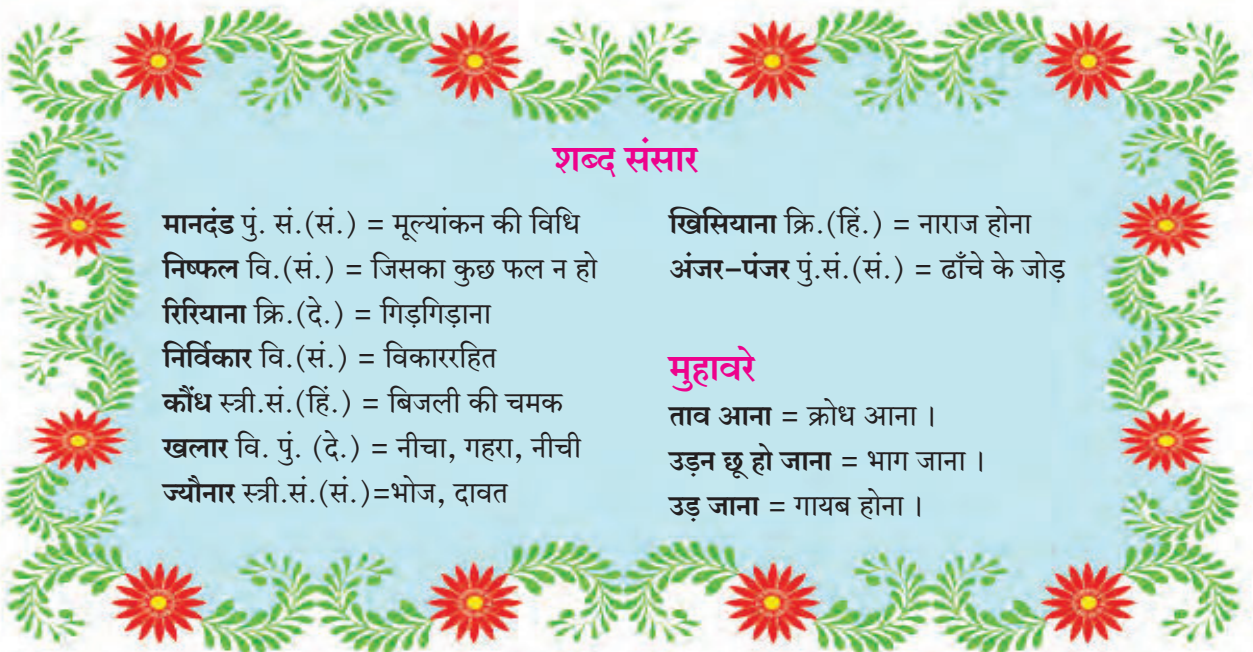 शब्द संसार
मानदंड पुं. सं.(सं.) = मूल्यांकन की विधि
निष्फल वि.(सं.) = जिसका कुछ फल न हो
रिरियाना क्रि.(दे.) = गिड़गिड़ाना
निर्विकार वि.(सं.) = विकाररहित
कौंध स्त्री.सं.(हिं.) = बिजली की चमक
खलार वि. पुं. (दे.) = नीचा, गहरा, नीची
ज्यौनार स्त्री.सं.(सं.)=भोज, दावत
खिसियाना क्रि.(हिं.) = नाराज होना
अंजर-पंजर पुं.सं.(सं.) = ढाँचे के जोड़
मुहावरे
ताव आना = क्रोध आना ।
उड़न छू हो जाना = भाग जाना ।
उड़ जाना = गायब होना ।